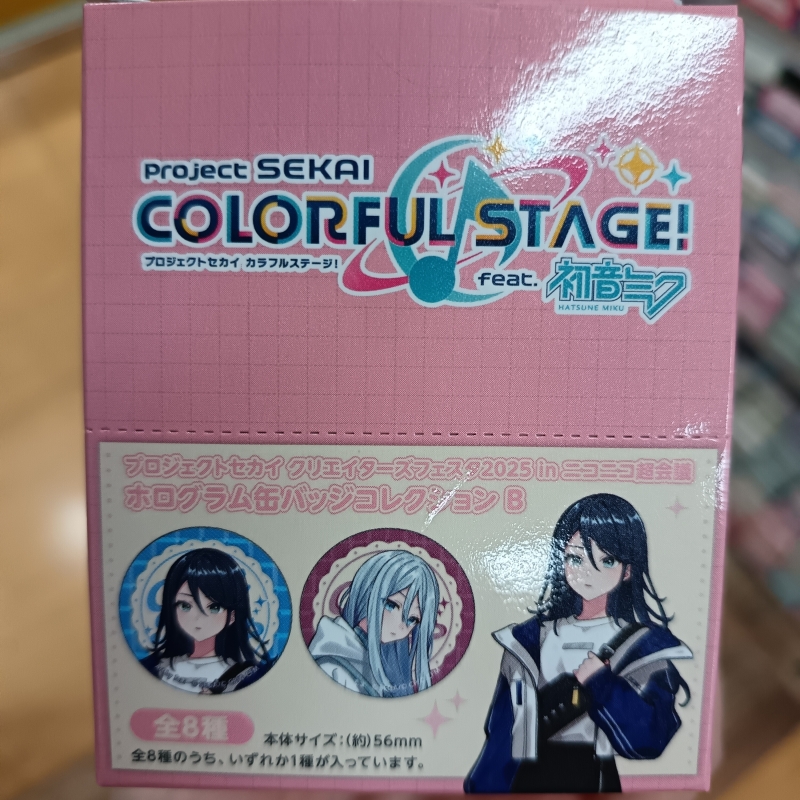 Project SEKAI
COLORFUL STAGE!
プロジェクトセカイ カラフルステージ!
feat. 初音ミク
HATSUNE MIKU
プロジェクトセカイ クリエイターズフェスタ2025 in ニコニコ超会議
ホログラム缶バッジコレクション B
全8種
本体サイズ:(約)56mm
全8種のうち、いずれか1種が入っています。